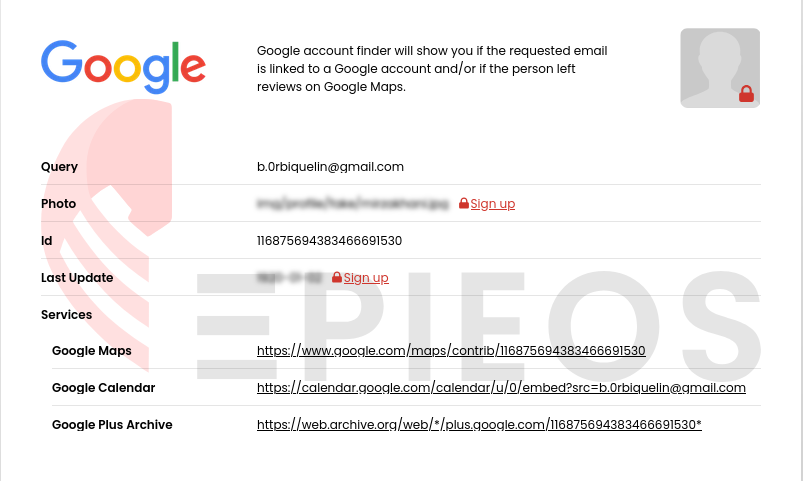 Google
Google account finder will show you if the requested email
is linked to a Google account and/or if the person left
reviews on Google Maps.
Query b.0rbiquelin@gmail.com
Photo Sign up
Id 116875694383466691530
Last Update Sign up
Services
Google Maps https://www.google.com/maps/contrib/116875694383466691530
Google Calendar https://calendar.google.com/calendar/u/0/embed?src=b.0rbiquelin@gmail.com
Google Plus Archive https://web.archive.org/web/*/plus.google.com/116875694383466691530*
EPIEOS